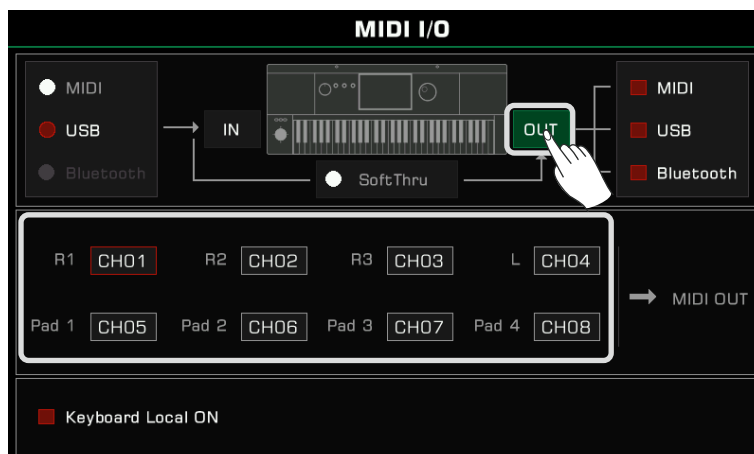 MIDI I/O
MIDI
USB
Bluetooth
IN
OUT
SoftThru
MIDI
USB
Bluetooth
R1 CH01 R2 CH02 R3 CH03 L CH04
Pad 1 CH05 Pad 2 CH06 Pad 3 CH07 Pad 4 CH08
MIDI OUT
Keyboard Local ON